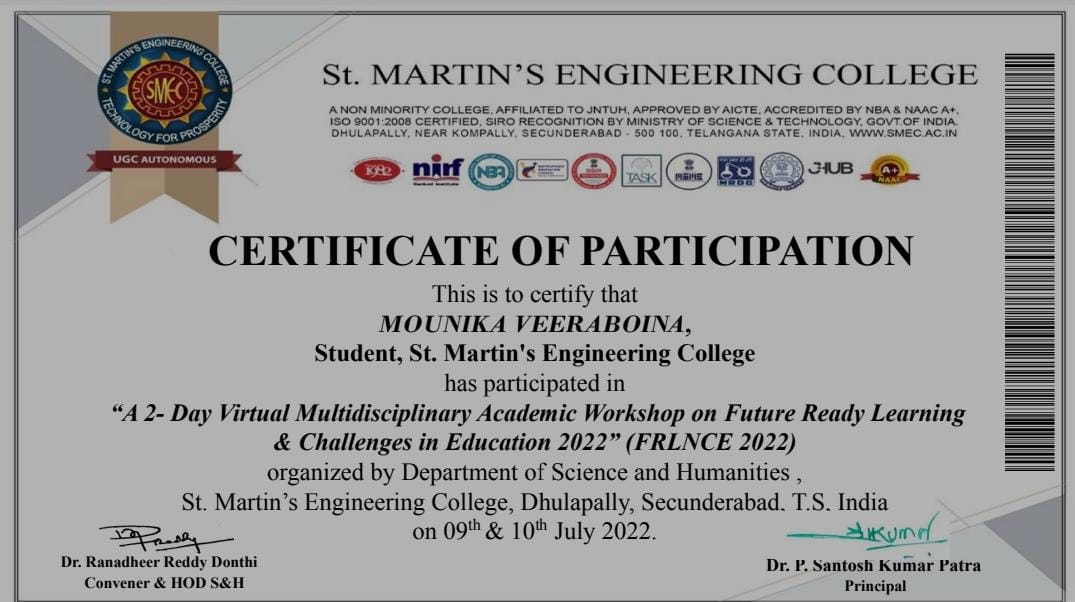 ST. MARTIN'S ENGINEERING COLLEGE
SMEC
TECHNOLOGY FOR PROSPERITY
UGC AUTONOMOUS
St. MARTIN'S ENGINEERING COLLEGE
A NON MINORITY COLLEGE, AFFILIATED TO JNTUH, APPROVED BY AICTE, ACCREDITED BY NBA & NAAC A+,
ISO 9001:2008 CERTIFIED, SIRO RECOGNITION BY MINISTRY OF SCIENCE & TECHNOLOGY, GOVT.OF INDIA.
DHULAPALLY, NEAR KOMPALLY, SECUNDERABAD - 500 100, TELANGANA STATE, INDIA, WWW.SMEC.AC.IN
nirf
NBA
TASK
NRDC
J-HUB
A+
NAAC
CERTIFICATE OF PARTICIPATION
This is to certify that
MOUNIKA VEERABOINA,
Student, St. Martin's Engineering College
has participated in
“A 2- Day Virtual Multidisciplinary Academic Workshop on Future Ready Learning
& Challenges in Education 2022” (FRLNCE 2022)
organized by Department of Science and Humanities ,
St. Martin’s Engineering College, Dhulapally, Secunderabad, T.S, India
on 09th & 10th July 2022.
Dr. Ranadheer Reddy Donthi
Convener & HOD S&H
Dr. P. Santosh Kumar Patra
Principal